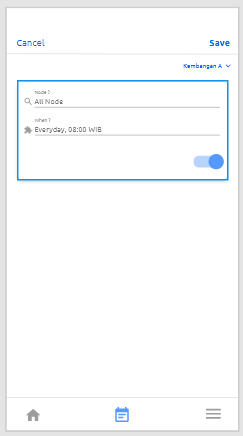 Cancel Save
Kembangan A
Node ?
All Node
When ?
Everyday, 08:00 WIB